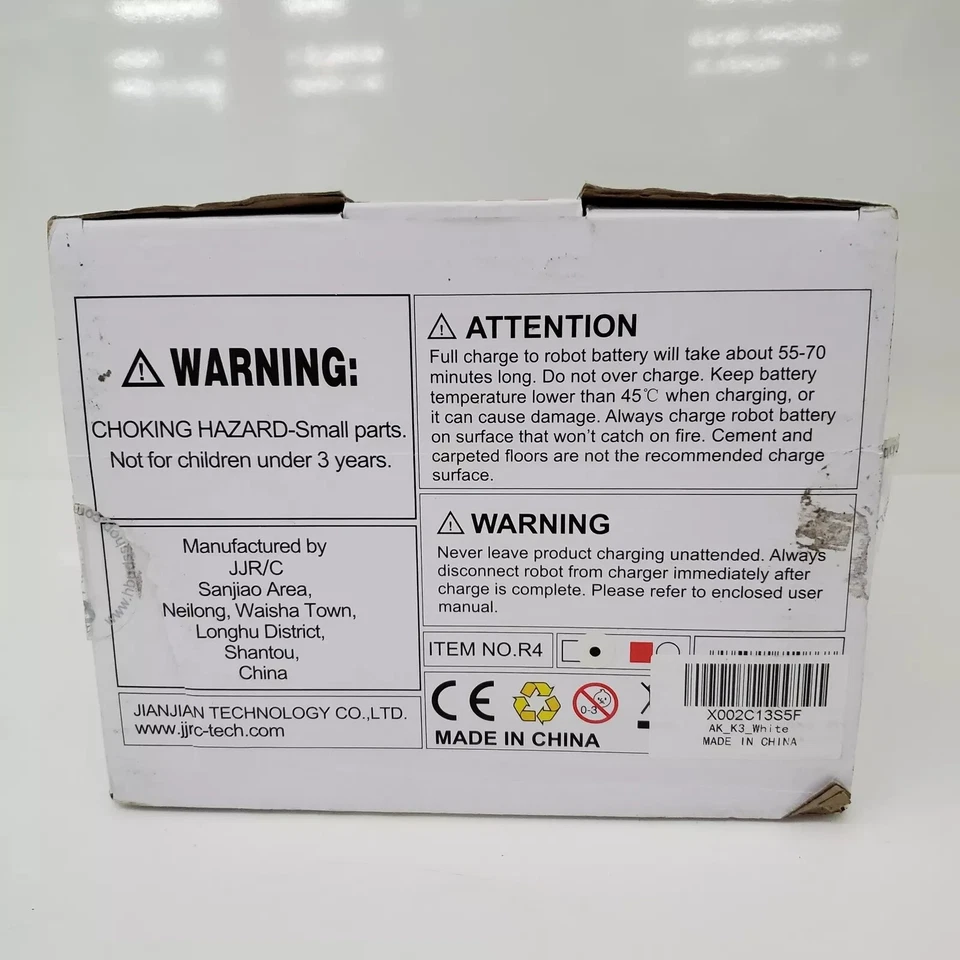 WARNING:
CHOKING HAZARD-Small parts.
Not for children under 3 years.
ATTENTION
Full charge to robot battery will take about 55-70
minutes long. Do not over charge. Keep battery
temperature lower than 45℃ when charging, or
it can cause damage. Always charge robot battery
on surface that won't catch on fire. Cement and
carpeted floors are not the recommended charge
surface.
WARNING
Never leave product charging unattended. Always
disconnect robot from charger immediately after
charge is complete. Please refer to enclosed user
manual.
Manufactured by
JJR/C
Sanjiao Area,
Neilong, Waisha Town,
Longhu District,
Shantou,
China
JIANJIAN TECHNOLOGY CO.,LTD.
www.jjrc-tech.com
ITEM NO.R4
CE
0-3
MADE IN CHINA
X002C13S5F
AK_K3_White
MADE IN CHINA